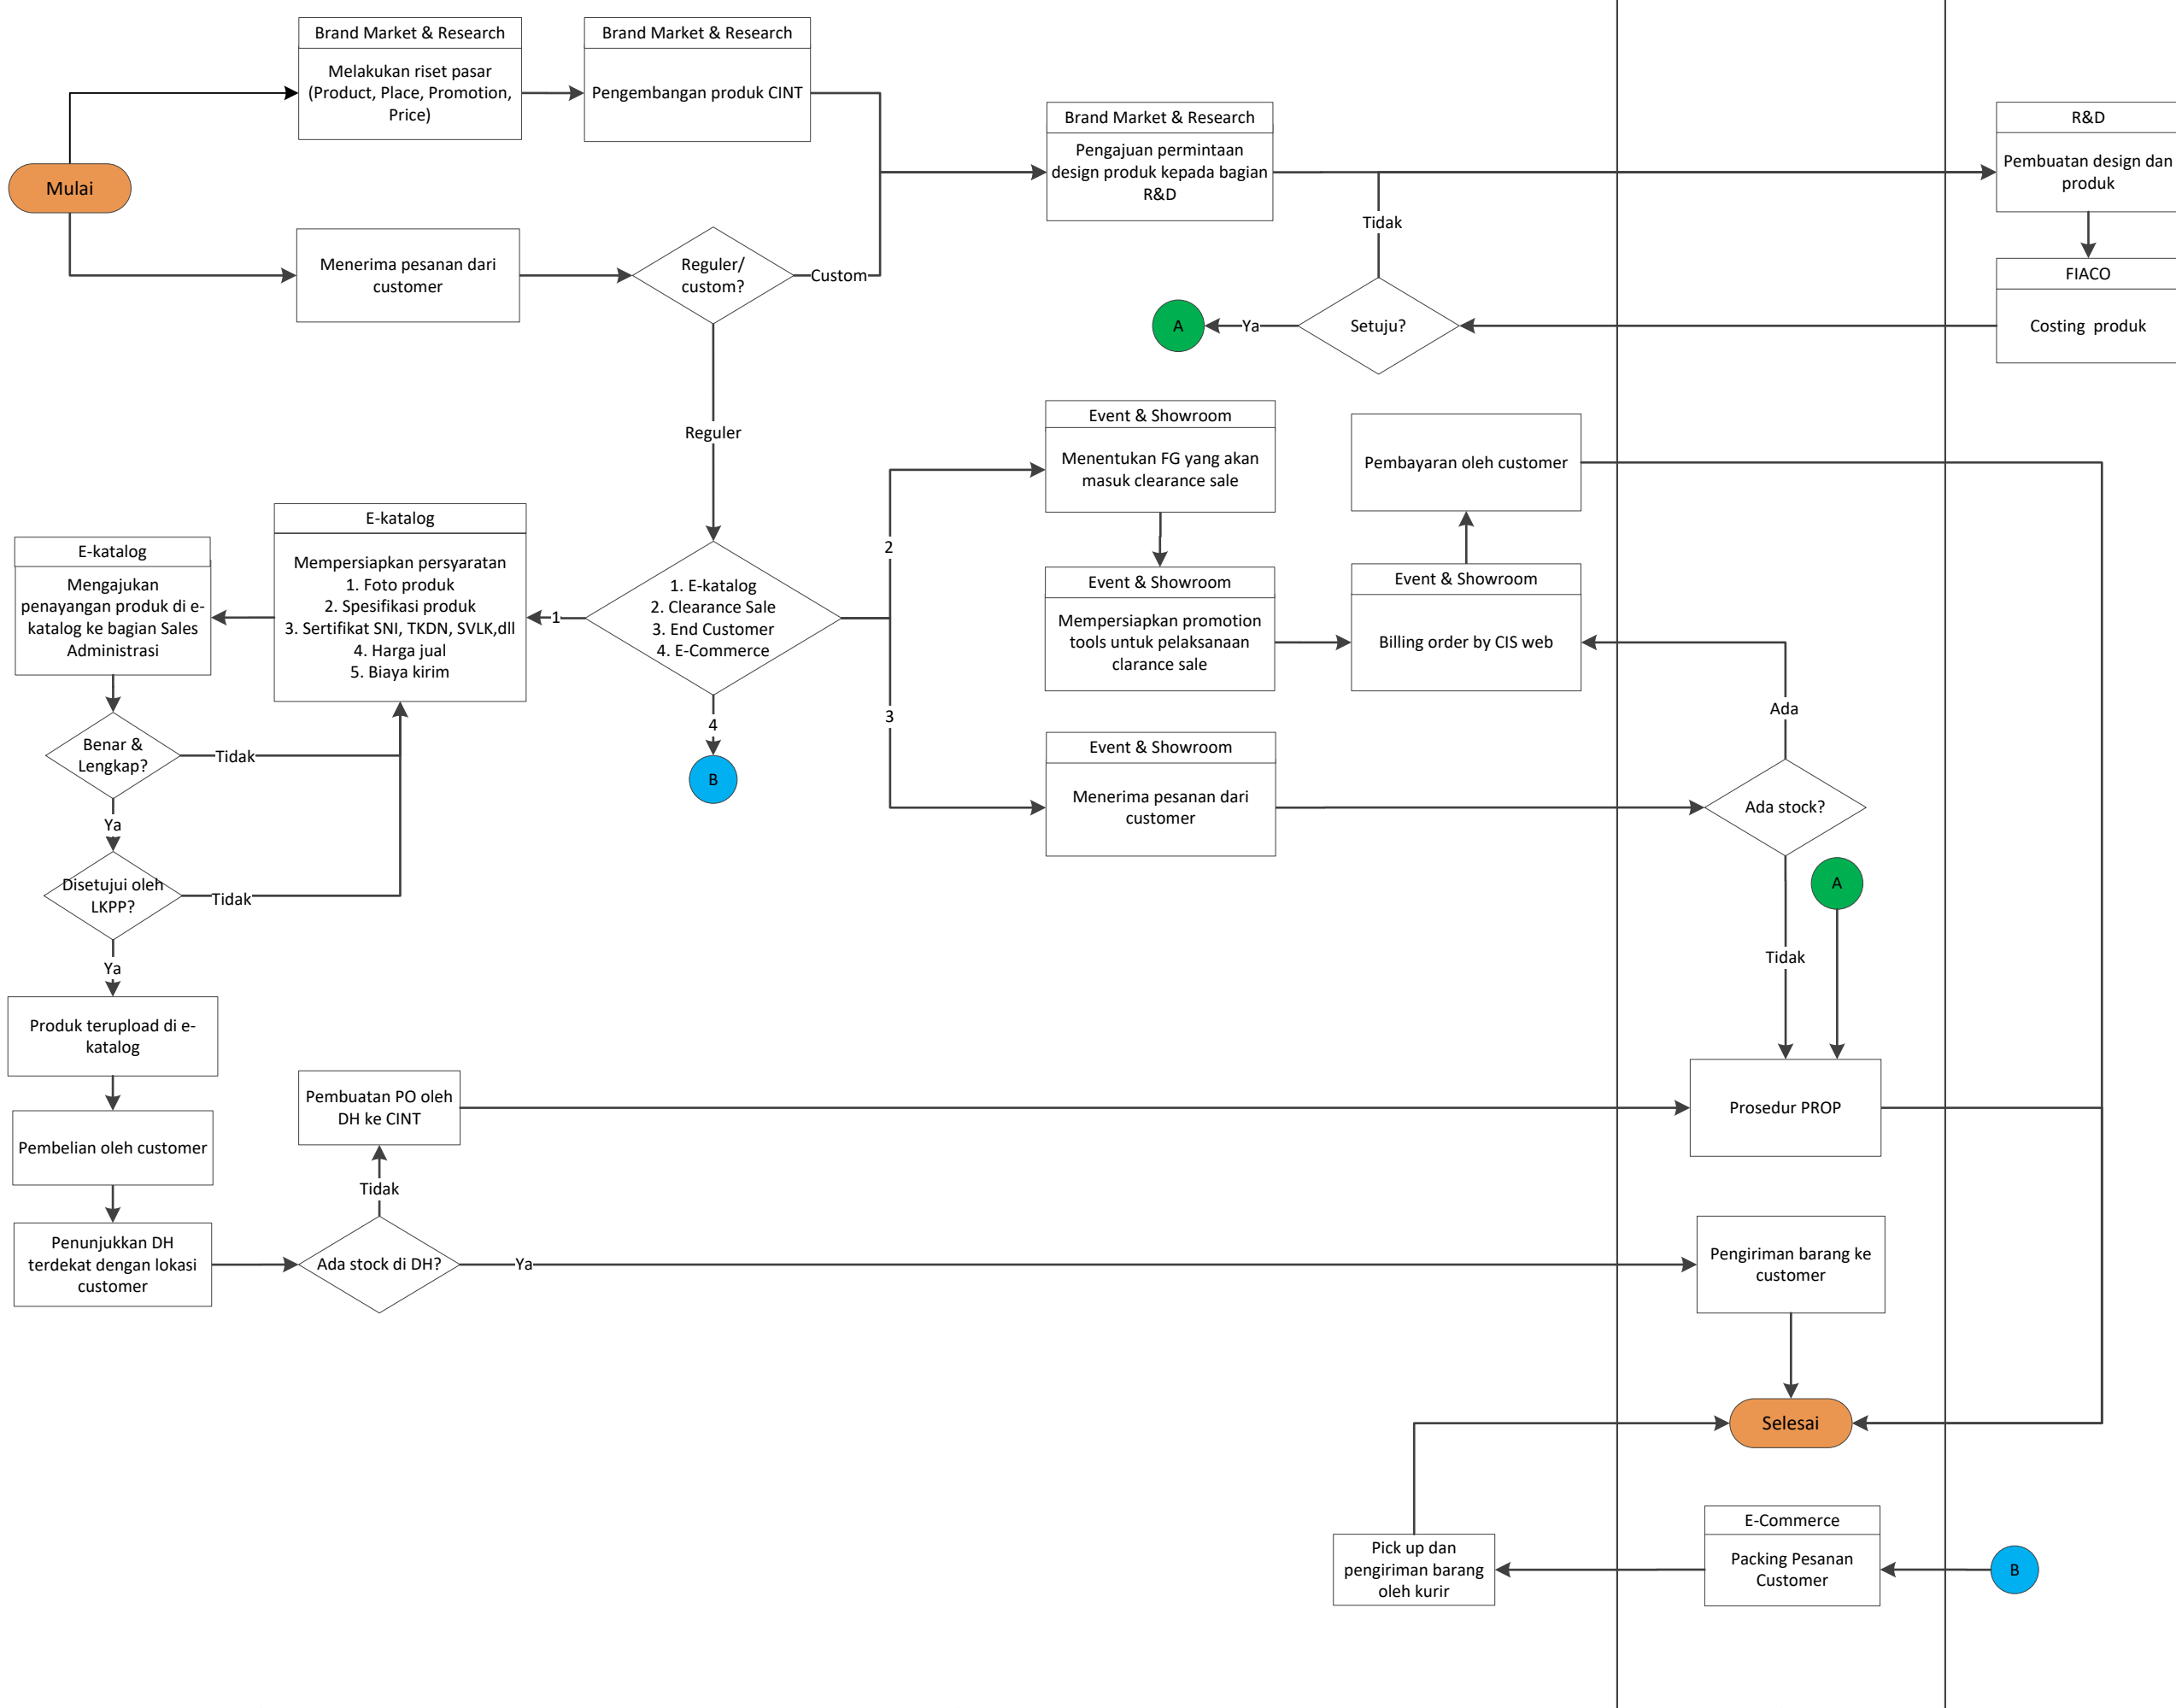 Brand Market & Research
Melakukan riset pasar
(Product, Place, Promotion,
Price)
Brand Market & Research
Pengembangan produk CINT
Brand Market & Research
Pengajuan permintaan
design produk kepada bagian
R&D
R&D
Pembuatan design dan
produk
Mulai
Tidak
Menerima pesanan dari
customer
Reguler/
custom?
Custom
FIACO
Costing produk
A
Ya
Setuju?
Reguler
Event & Showroom
Menentukan FG yang akan
masuk clearance sale
Pembayaran oleh customer
E-katalog
Mengajukan
penayangan produk di e-
katalog ke bagian Sales
Administrasi
E-katalog
Mempersiapkan persyaratan
1. Foto produk
2. Spesifikasi produk
3. Sertifikat SNI, TKDN, SVLK,dll
4. Harga jual
5. Biaya kirim
1
1. E-katalog
2. Clearance Sale
3. End Customer
4. E-Commerce
2
Event & Showroom
Mempersiapkan promotion
tools untuk pelaksanaan
clarance sale
Event & Showroom
Billing order by CIS web
3
4
B
Ada
Benar &
Lengkap?
Tidak
Event & Showroom
Menerima pesanan dari
customer
Ada stock?
Ya
Disetujui oleh
LKPP?
Tidak
A
Tidak
Ya
Produk terupload di e-
katalog
Pembelian oleh customer
Pembuatan PO oleh
DH ke CINT
Prosedur PROP
Tidak
Penunjukkan DH
terdekat dengan lokasi
customer
Ada stock di DH?
Ya
Pengiriman barang ke
customer
Selesai
Pick up dan
pengiriman barang
oleh kurir
E-Commerce
Packing Pesanan
Customer
B